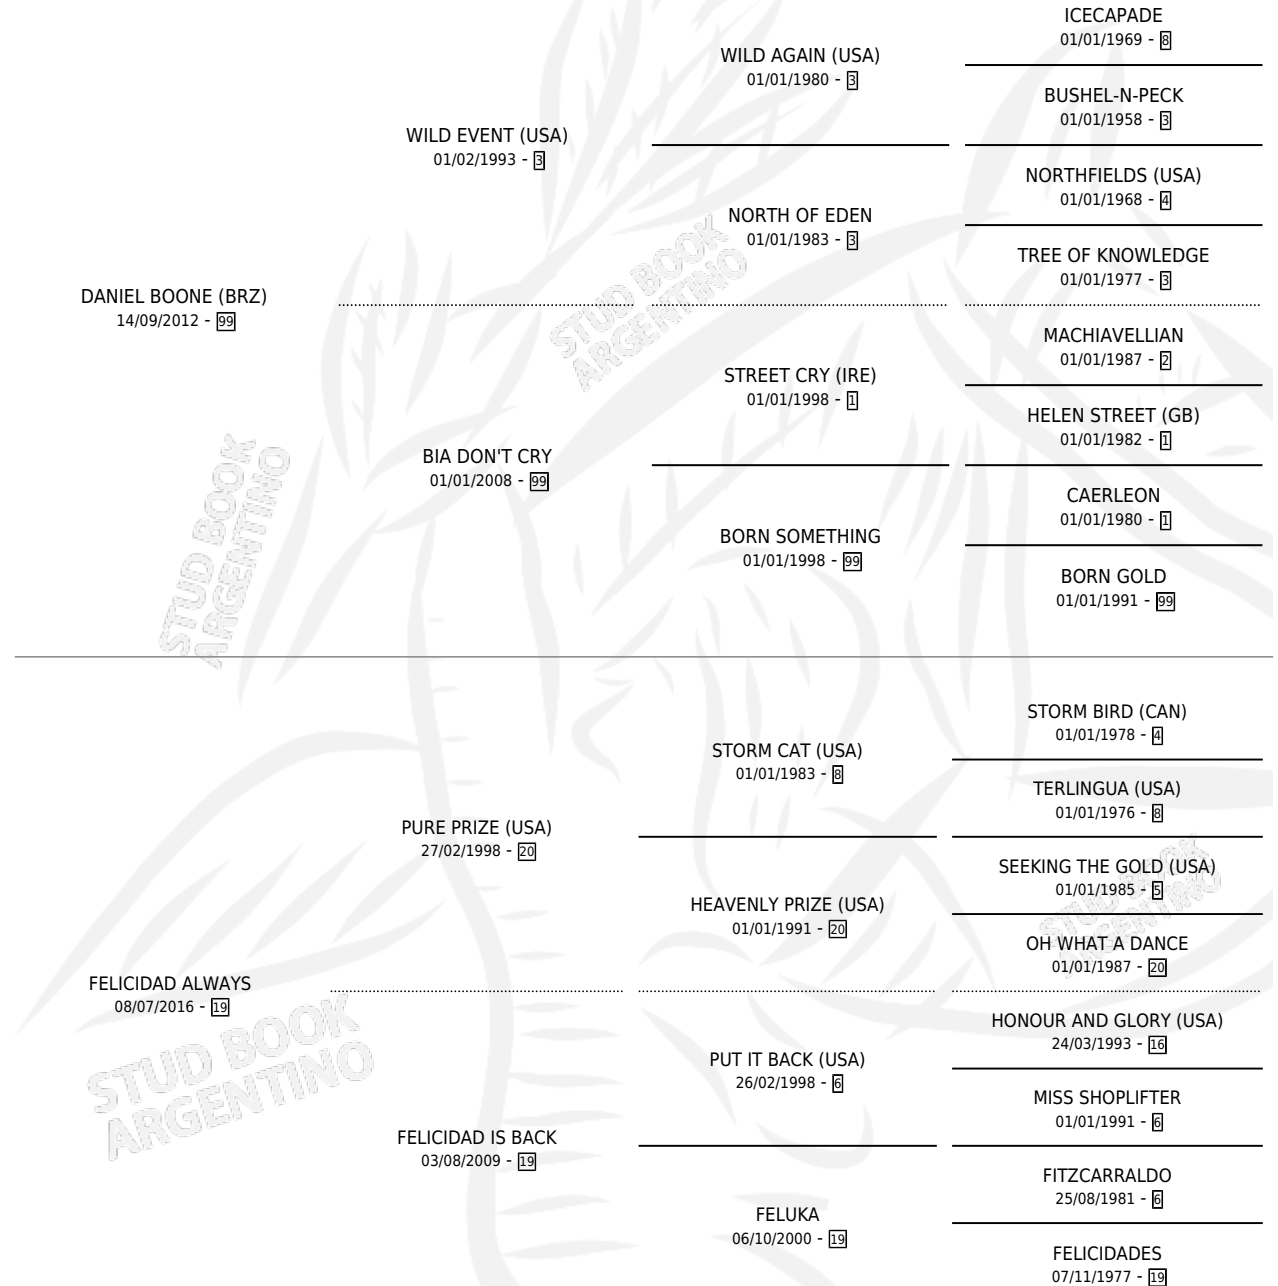 ICECAPADE
01/01/1969 - 8
WILD AGAIN (USA)
01/01/1980 - 3
BUSHEL-N-PECK
01/01/1958 - 3
WILD EVENT (USA)
01/02/1993 - 3
NORTHFIELDS (USA)
01/01/1968 - 4
NORTH OF EDEN
01/01/1983 - 3
TREE OF KNOWLEDGE
01/01/1977 - 3
DANIEL BOONE (BRZ)
14/09/2012 - 99
MACHIAVELLIAN
01/01/1987 - 2
STREET CRY (IRE)
01/01/1998 - 1
HELEN STREET (GB)
01/01/1982 - 1
BIA DON'T CRY
01/01/2008 - 99
CAERLEON
01/01/1980 - 1
BORN SOMETHING
01/01/1998 - 99
BORN GOLD
01/01/1991 - 99
STUD BOOK
ARGENTINO
STUD BOOK
ARGENTINO
STORM BIRD (CAN)
01/01/1978 - 4
STORM CAT (USA)
01/01/1983 - 8
TERLINGUA (USA)
01/01/1976 - 8
PURE PRIZE (USA)
27/02/1998 - 20
SEEKING THE GOLD (USA)
01/01/1985 - 5
HEAVENLY PRIZE (USA)
01/01/1991 - 20
OH WHAT A DANCE
01/01/1987 - 20
FELICIDAD ALWAYS
08/07/2016 - 19
HONOUR AND GLORY (USA)
24/03/1993 - 16
PUT IT BACK (USA)
26/02/1998 - 6
MISS SHOPLIFTER
01/01/1991 - 6
FELICIDAD IS BACK
03/08/2009 - 19
FITZCARRALDO
25/08/1981 - 6
FELUKA
06/10/2000 - 19
FELICIDADES
07/11/1977 - 19
STUD BOOK
ARGENTINO
STUD BOOK
ARGENTINO